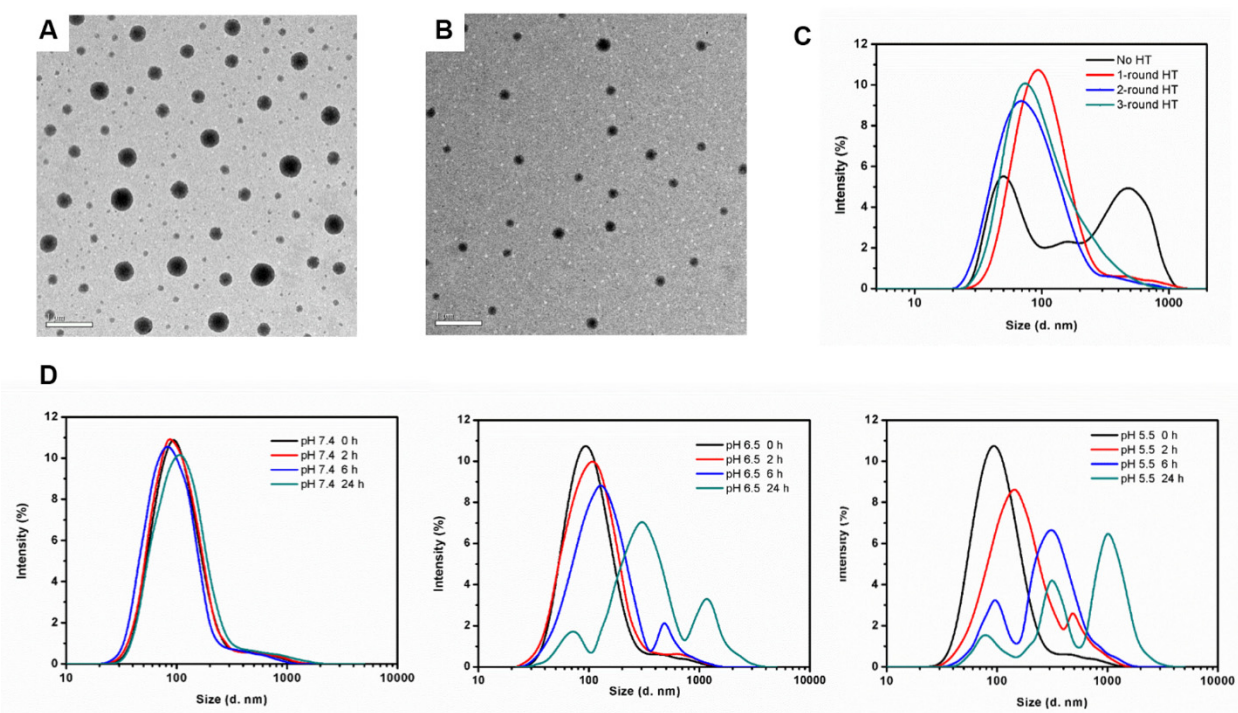 A
B
C
12
10
8
6
4
2
0
Intensity (%)
10
100
1000
Size (d. nm)
No HT
1-round HT
2-round HT
3-round HT
D
12
10
8
6
4
2
0
Intensity (%)
10
100
1000
10000
Size (d. nm)
pH 7.4 0 h
pH 7.4 2 h
pH 7.4 6 h
pH 7.4 24 h
12
10
8
6
4
2
0
Intensity (%)
10
100
1000
10000
Size (d. nm)
pH 6.5 0 h
pH 6.5 2 h
pH 6.5 6 h
pH 6.5 24 h
12
10
8
6
4
2
0
Intensity (%)
10
100
1000
10000
Size (d. nm)
pH 5.5 0 h
pH 5.5 2 h
pH 5.5 6 h
pH 5.5 24 h